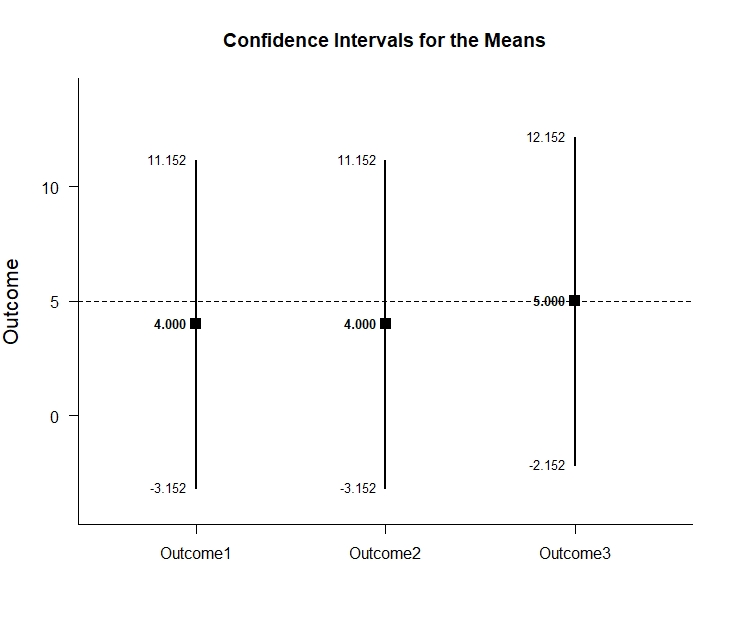 Confidence Intervals for the Means
12.152
11.152
11.152
10
Outcome
5
5.000
4.000
4.000
0
-2.152
-3.152
-3.152
Outcome1
Outcome2
Outcome3